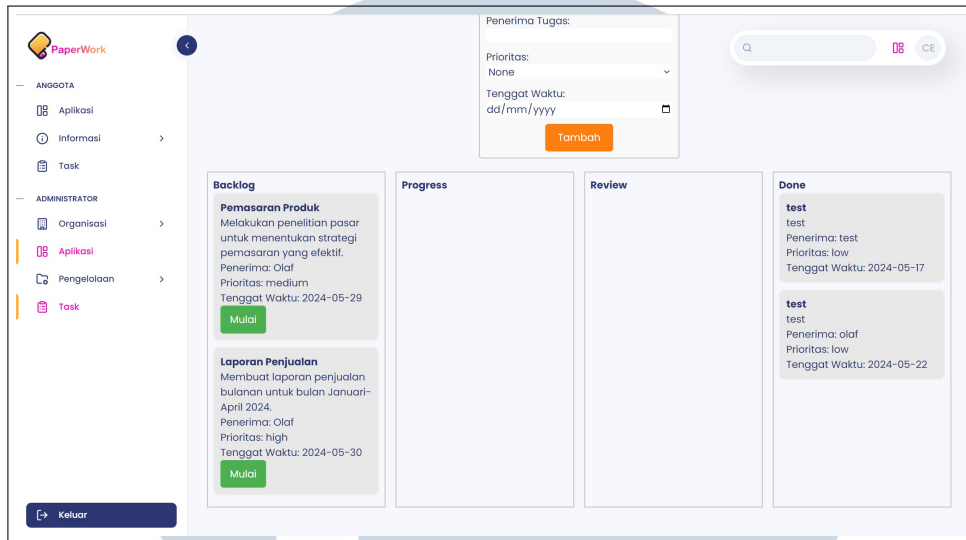 PaperWork
ANGGOTA
Aplikasi
Informasi
Task
ADMINISTRATOR
Organisasi
Aplikasi
Pengelolaan
Task
Keluar
Penerima Tugas:
Prioritas:
None
Tenggat Waktu:
dd/mm/yyyy
Tambah
CE
Backlog
Pemasaran Produk
Melakukan penelitian pasar
untuk menentukan strategi
pemasaran yang efektif.
Penerima: Olaf
Prioritas: medium
Tenggat Waktu: 2024-05-29
Mulai
Laporan Penjualan
Membuat laporan penjualan
bulanan untuk bulan Januari-
April 2024.
Penerima: Olaf
Prioritas: high
Tenggat Waktu: 2024-05-30
Mulai
Progress
Review
Done
test
test
Penerima: test
Prioritas: low
Tenggat Waktu: 2024-05-17
test
test
Penerima: olaf
Prioritas: low
Tenggat Waktu: 2024-05-22